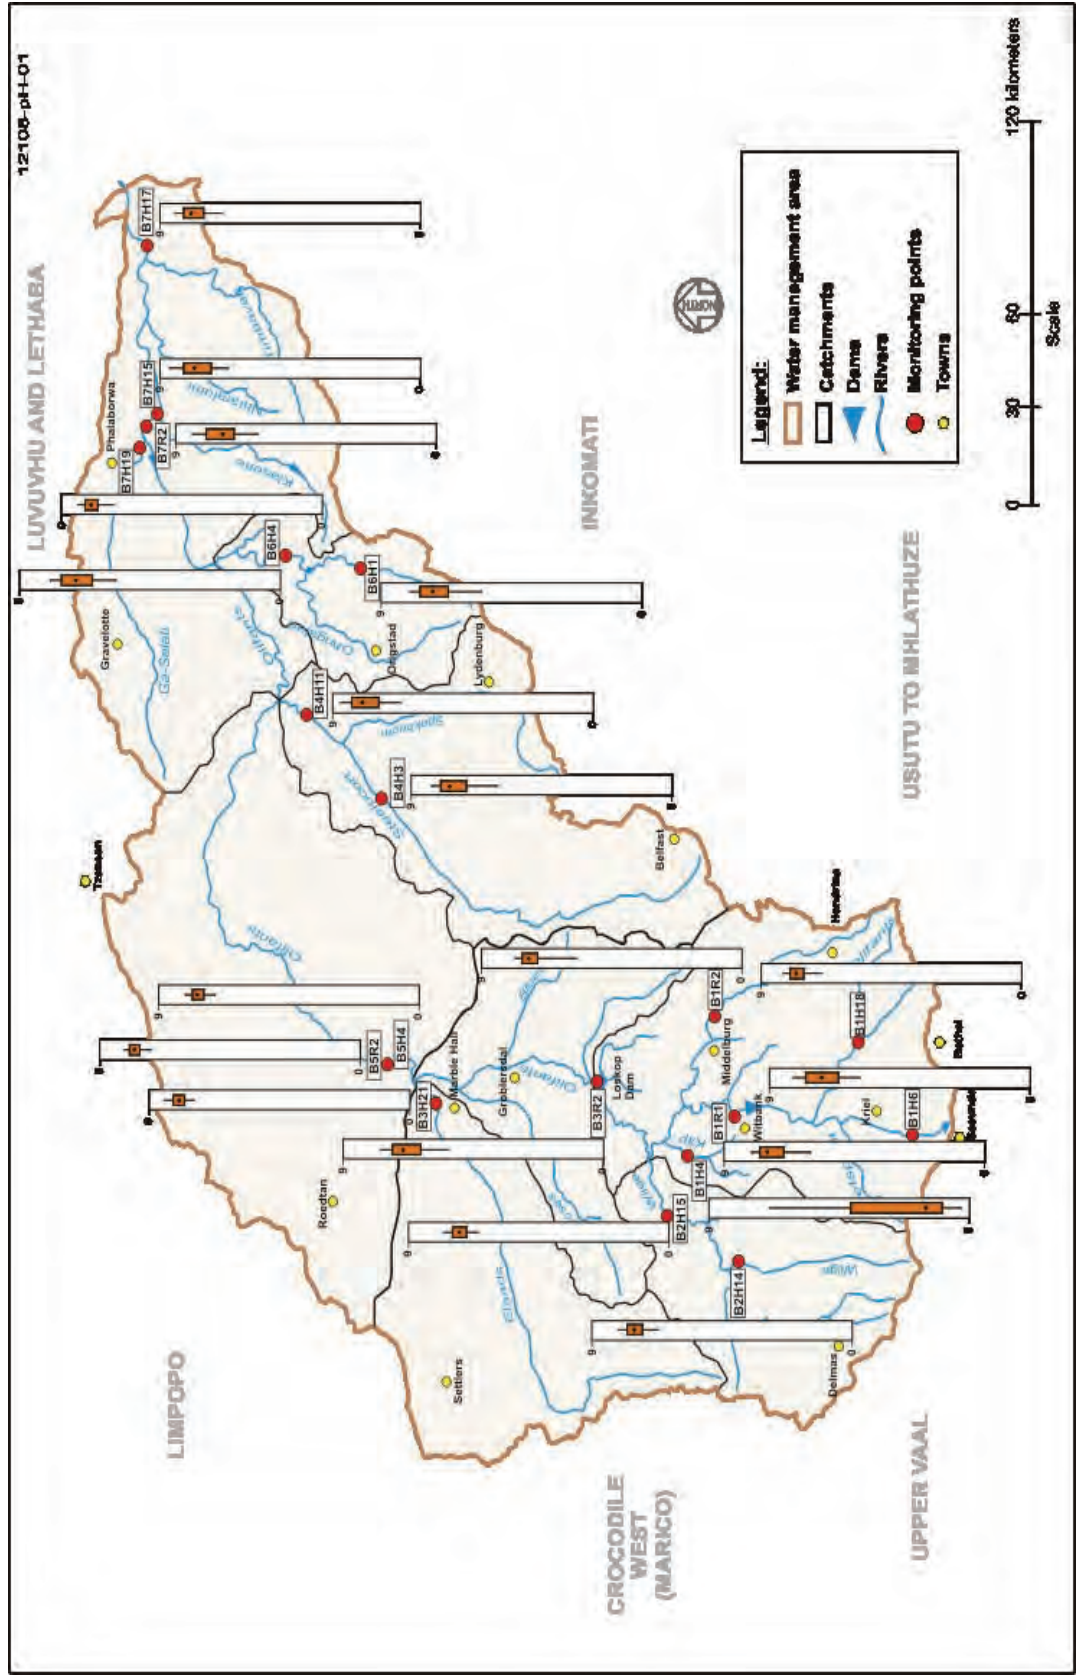 12108-pH-01
LUVUVHU AND LETHABA
LIMPOPO
INKOMATI
USUTU TO MHLATHUZE
CROCODILE
WEST
(MARICO)
UPPER VAAL
NORTH
Legend:
Water management area
Catchments
Dams
Rivers
Monitoring points
Towns
0 30 60 120 kilometers
Scale
B7H17
B7H15
B7R2
B7H19
Phalaborwa
B6H4
B6H1
Gravelotte
Ga-Selati
Olifants
Ohrigstad
Lydenburg
B4H11
B4H3
Steelpoort
Belfast
Tzaneen
Olifants
B5R2
B5H4
B3H21
Marble Hall
Groblersdal
Olifants
B3R2
Loskop
Dam
B1R2
Middelburg
Hendrina
B1H18
Bethel
B1R1
Witbank
Kriel
B1H6
B1H4
Wilge
B2H15
B2H14
Wilge
Delmas
Elands
Roedtan
Settlers
9
0